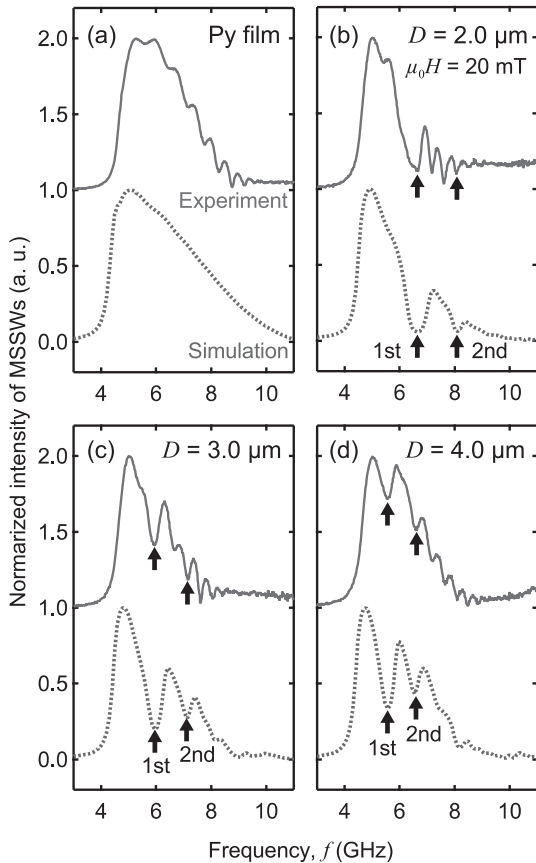 Normarized intensity of MSSWs (a. u.)
(a) Py film
2.0
1.5
1.0
0.5
0.0
Experiment
Simulation
4 6 8 10
(b) D = 2.0 µm
µ₀H = 20 mT
1st 2nd
4 6 8 10
(c) D = 3.0 µm
2.0
1.5
1.0
0.5
0.0
1st 2nd
4 6 8 10
(d) D = 4.0 µm
1st 2nd
4 6 8 10
Frequency, f (GHz)